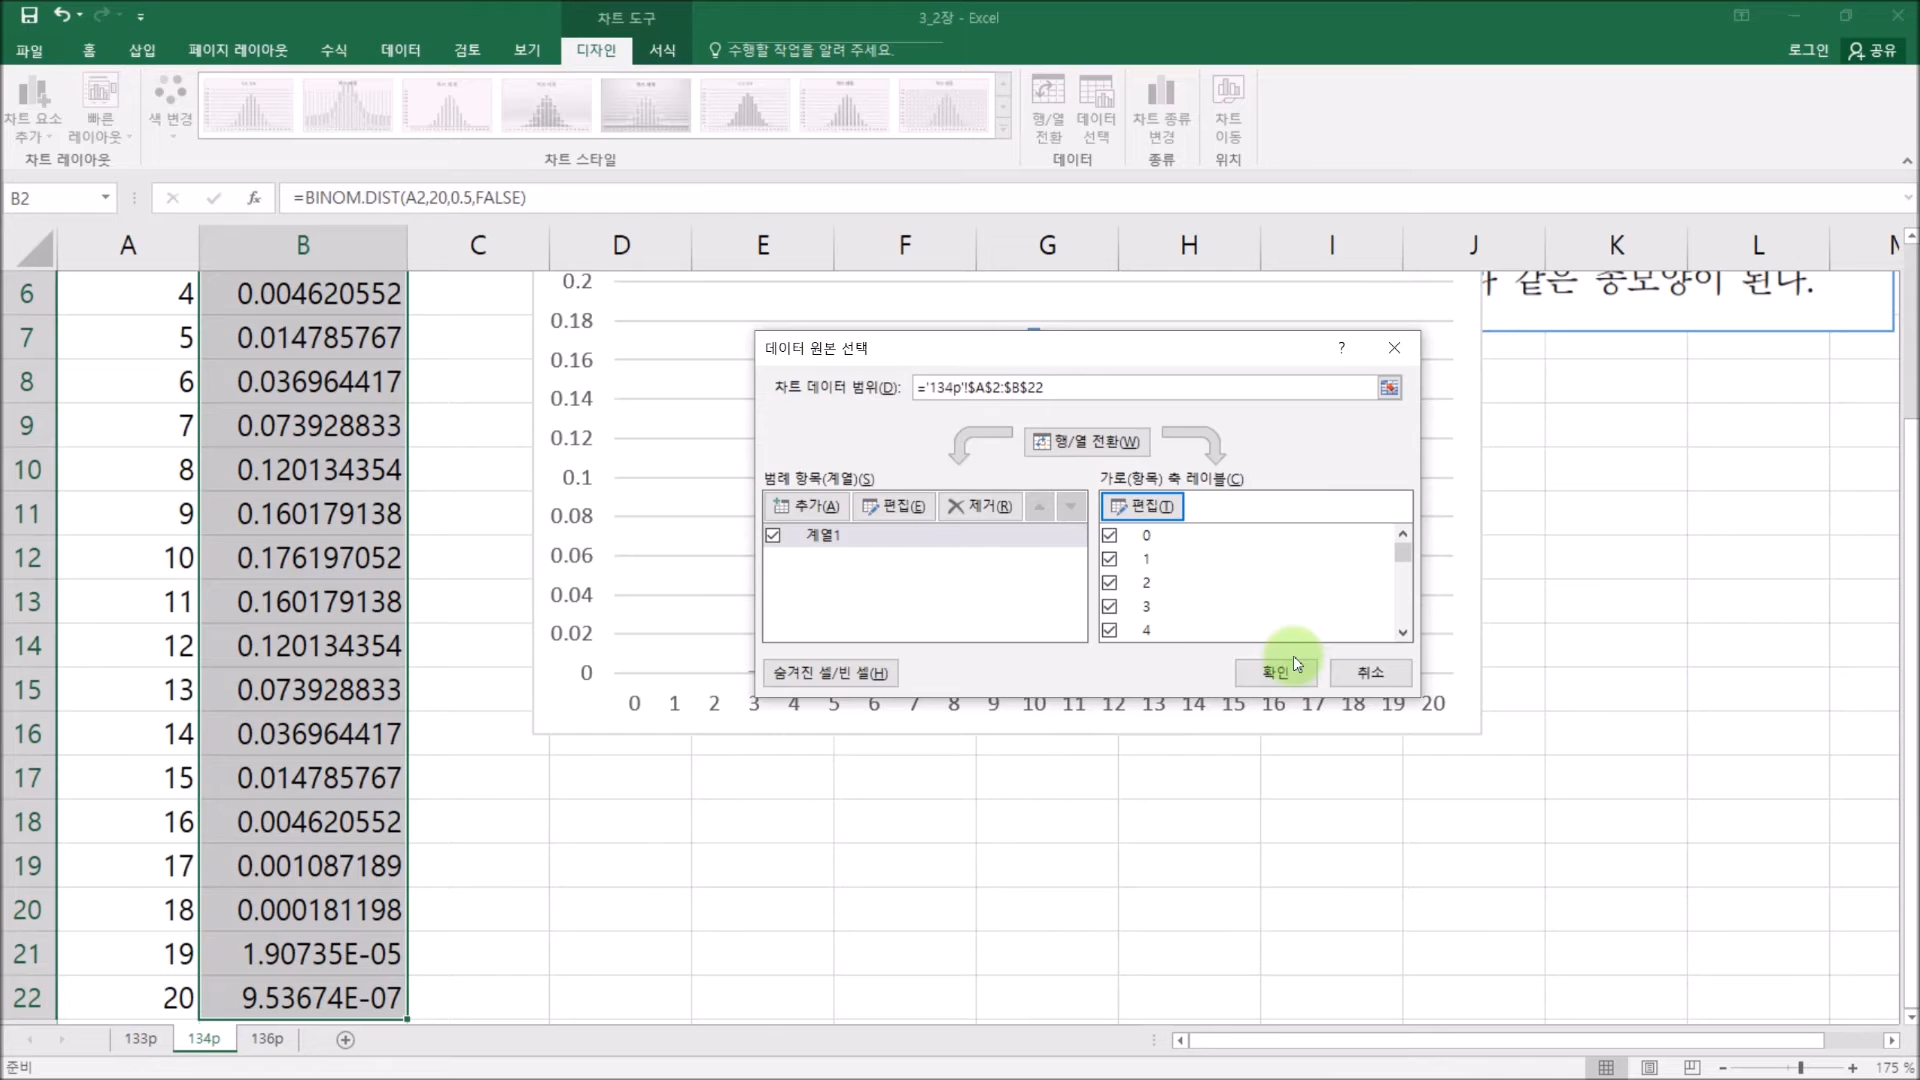 차트 도구
3_2장 - Excel
파일
홈
삽입
페이지 레이아웃
수식
데이터
검토
보기
디자인
서식
수행할 작업을 알려 주세요.
로그인
공유
차트 요소
추가
빠른
레이아웃
색 변경
행/열
전환
데이터
선택
차트 종류
변경
차트
이동
차트 레이아웃
차트 스타일
데이터
종류
위치
B2
fx
=BINOM.DIST(A2,20,0.5,FALSE)
A B C D E F G H I J K L
6 4 0.004620552
7 5 0.014785767
8 6 0.036964417
9 7 0.073928833
10 8 0.120134354
11 9 0.160179138
12 10 0.176197052
13 11 0.160179138
14 12 0.120134354
15 13 0.073928833
16 14 0.036964417
17 15 0.014785767
18 16 0.004620552
19 17 0.001087189
20 18 0.000181198
21 19 1.90735E-05
22 20 9.53674E-07
같은 종모양이 된다.
0.2
0.18
0.16
0.14
0.12
0.1
0.08
0.06
0.04
0.02
0
0 1 2 3 4 5 6 7 8 9 10 11 12 13 14 15 16 17 18 19 20
데이터 원본 선택
?
차트 데이터 범위(D):
='134p'!$A$2:$B$22
행/열 전환(W)
범례 항목(계열)(S)
가로(항목) 축 레이블(C)
추가(A)
편집(E)
제거(R)
편집(T)
계열1
0
1
2
3
4
숨겨진 셀/빈 셀(H)
확인
취소
133p
134p
136p
준비
175 %